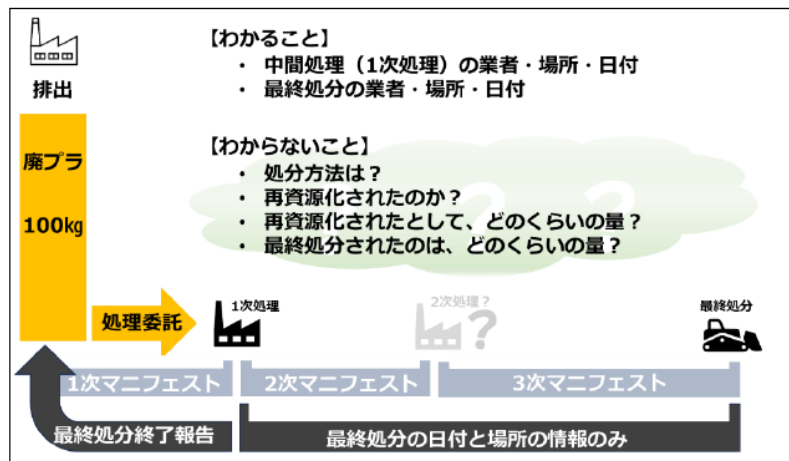 排出
廃プラ
100kg
【わかること】
・ 中間処理（1次処理）の業者・場所・日付
・ 最終処分の業者・場所・日付
【わからないこと】
・ 処分方法は？
・ 再資源化されたのか？
・ 再資源化されたとして、どのくらいの量？
・ 最終処分されたのは、どのくらいの量？
？ ？
処理委託
1次処理
2次処理？
?
最終処分
1次マニフェスト
2次マニフェスト
3次マニフェスト
最終処分終了報告
最終処分の日付と場所の情報のみ